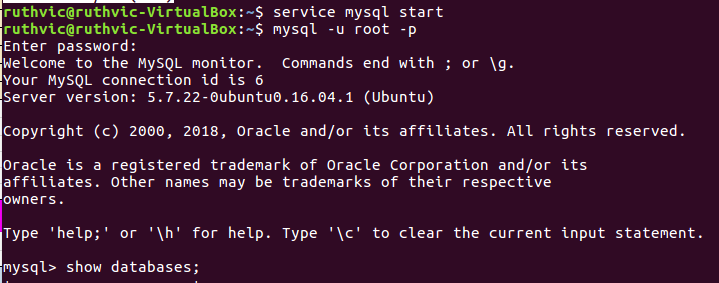 ruthvic@ruthvic-VirtualBox:~$ service mysql start
ruthvic@ruthvic-VirtualBox:~$ mysql -u root -p
Enter password:
Welcome to the MySQL monitor.  Commands end with ; or \g.
Your MySQL connection id is 6
Server version: 5.7.22-0ubuntu0.16.04.1 (Ubuntu)

Copyright (c) 2000, 2018, Oracle and/or its affiliates. All rights reserved.

Oracle is a registered trademark of Oracle Corporation and/or its
affiliates. Other names may be trademarks of their respective
owners.

Type 'help;' or '\h' for help. Type '\c' to clear the current input statement.

mysql> show databases;